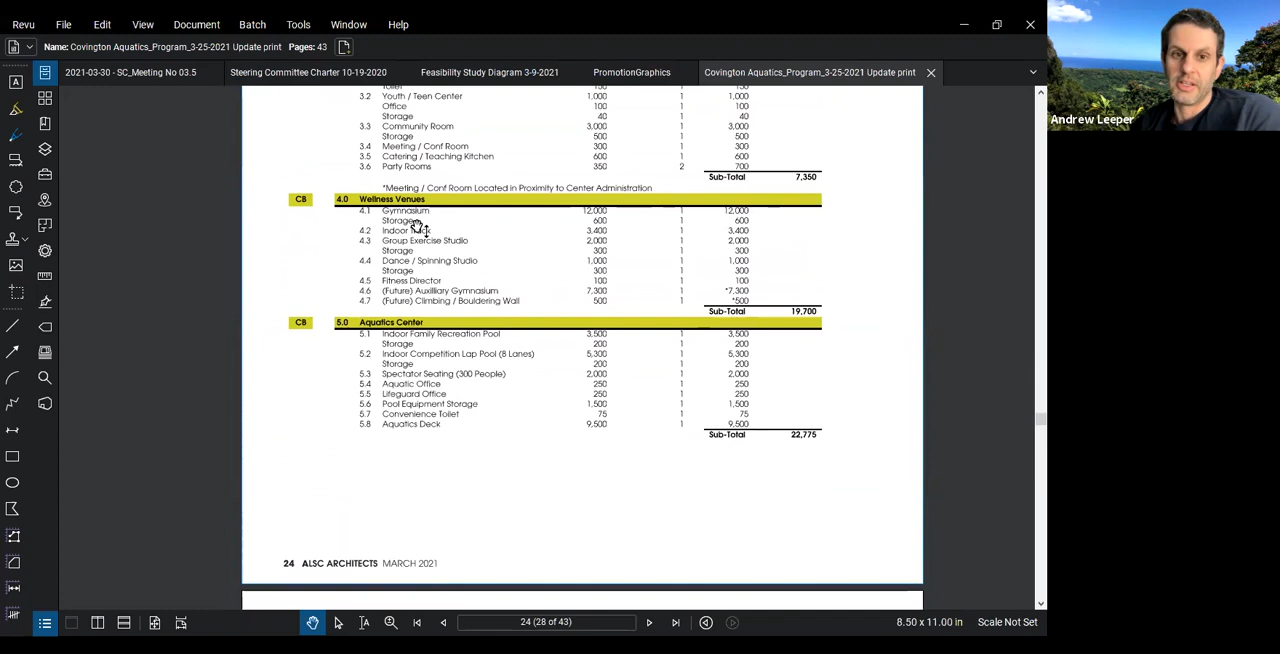 Revu File Edit View Document Batch Tools Window Help
Name: Covington Aquatics_Program_3-25-2021 Update print Pages: 43
2021-03-30 - SC_Meeting No 03.5 Steering Committee Charter 10-19-2020 Feasibility Study Diagram 3-9-2021 PromotionGraphics Covington Aquatics_Program_3-25-2021 Update print
Andrew Leeper
3.2 Youth / Teen Center 1,000 1 1,000
Office 100 1 100
Storage 40 1 40
3.3 Community Room 3,000 1 3,000
Storage 500 1 500
3.4 Meeting / Conf Room 300 1 300
3.5 Catering / Teaching Kitchen 600 1 600
3.6 Party Rooms 350 2 700
Sub-Total 7,350
*Meeting / Conf Room Located in Proximity to Center Administration
CB 4.0 Wellness Venues
4.1 Gymnasium 12,000 1 12,000
Storage 600 1 600
4.2 Indoor Track 3,400 1 3,400
4.3 Group Exercise Studio 2,000 1 2,000
Storage 300 1 300
4.4 Dance / Spinning Studio 1,000 1 1,000
Storage 300 1 300
4.5 Fitness Director 100 1 100
4.6 (Future) Auxilliary Gymnasium 7,300 1 *7,300
4.7 (Future) Climbing / Bouldering Wall 500 1 *500
Sub-Total 19,700
CB 5.0 Aquatics Center
5.1 Indoor Family Recreation Pool 3,500 1 3,500
Storage 200 1 200
5.2 Indoor Competition Lap Pool (8 Lanes) 5,300 1 5,300
Storage 200 1 200
5.3 Spectator Seating (300 People) 2,000 1 2,000
5.4 Aquatic Office 250 1 250
5.5 Lifeguard Office 250 1 250
5.6 Pool Equipment Storage 1,500 1 1,500
5.7 Convenience Toilet 75 1 75
5.8 Aquatics Deck 9,500 1 9,500
Sub-Total 22,775
24 ALSC ARCHITECTS MARCH 2021
24 (28 of 43) 8.50 x 11.00 in Scale Not Set